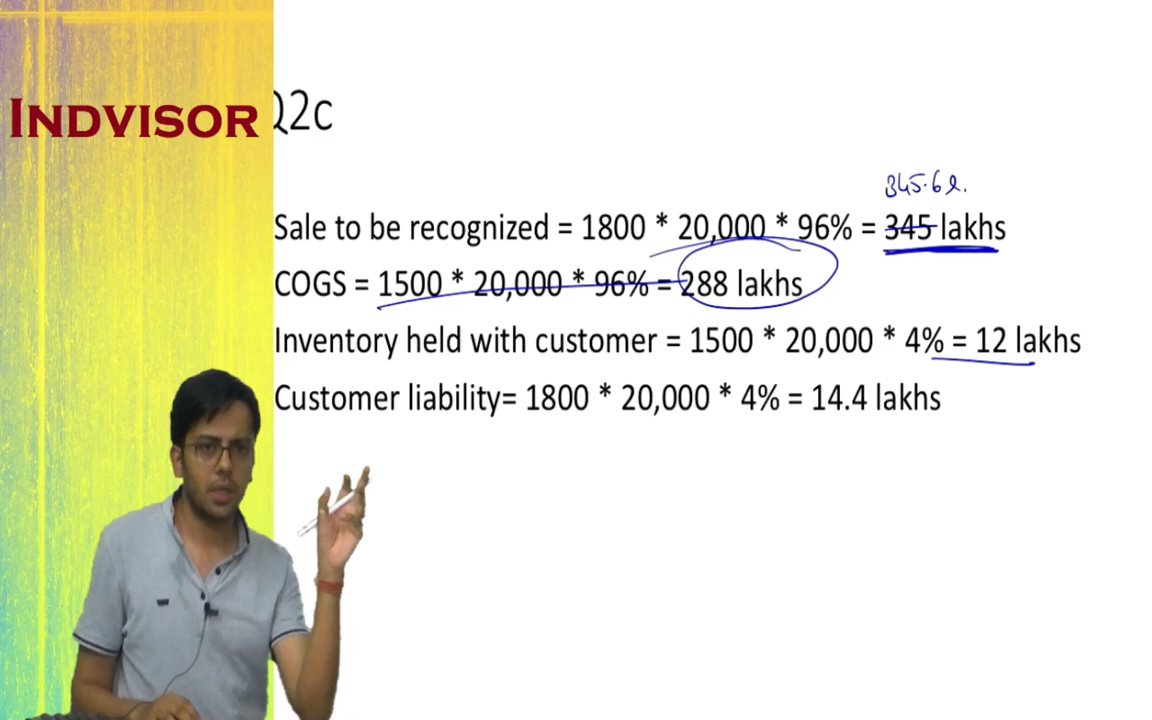 INDVISOR
Q2c
345.6 l.
Sale to be recognized = 1800 * 20,000 * 96% = 345 lakhs
COGS = 1500 * 20,000 * 96% = 288 lakhs
Inventory held with customer = 1500 * 20,000 * 4% = 12 lakhs
Customer liability= 1800 * 20,000 * 4% = 14.4 lakhs